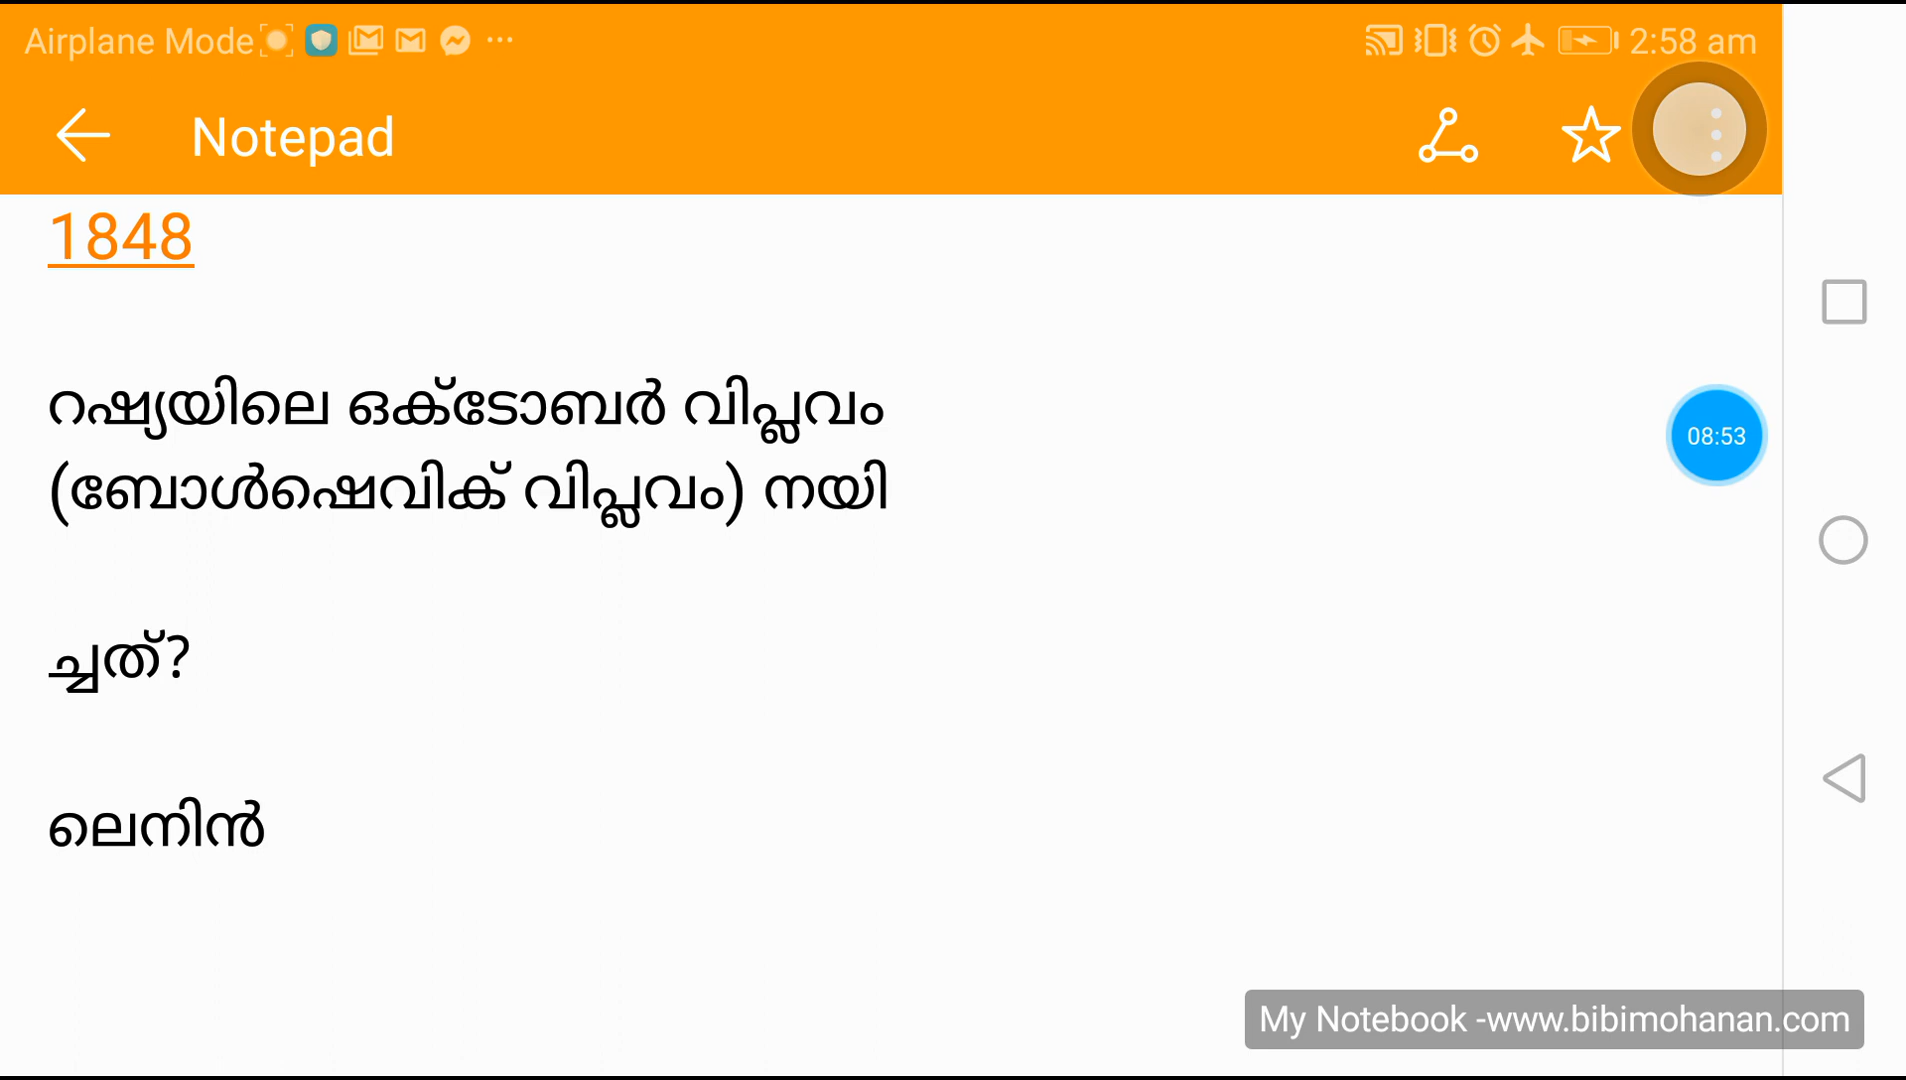 Airplane Mode ... 2:58 am
Notepad
1848
റഷ്യയിലെ ഒക്ടോബർ വിപ്ലവം
08:53
(ബോൾഷെവിക് വിപ്ലവം) നയി
ച്ചത്?
ലെനിൻ
My Notebook -www.bibimohanan.com